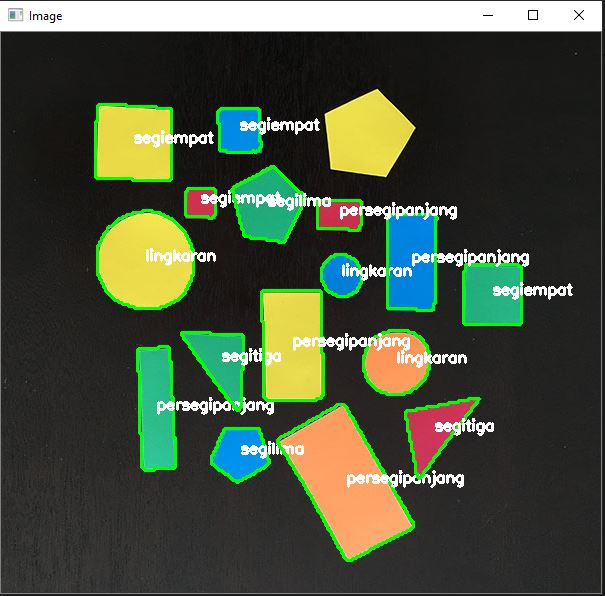 Image
segiempat
segiempat
segiempat
segilima
persegipanjang
lingkaran
persegipanjang
lingkaran
segiempat
persegipanjang
segitiga
lingkaran
persegipanjang
segitiga
segilima
persegipanjang